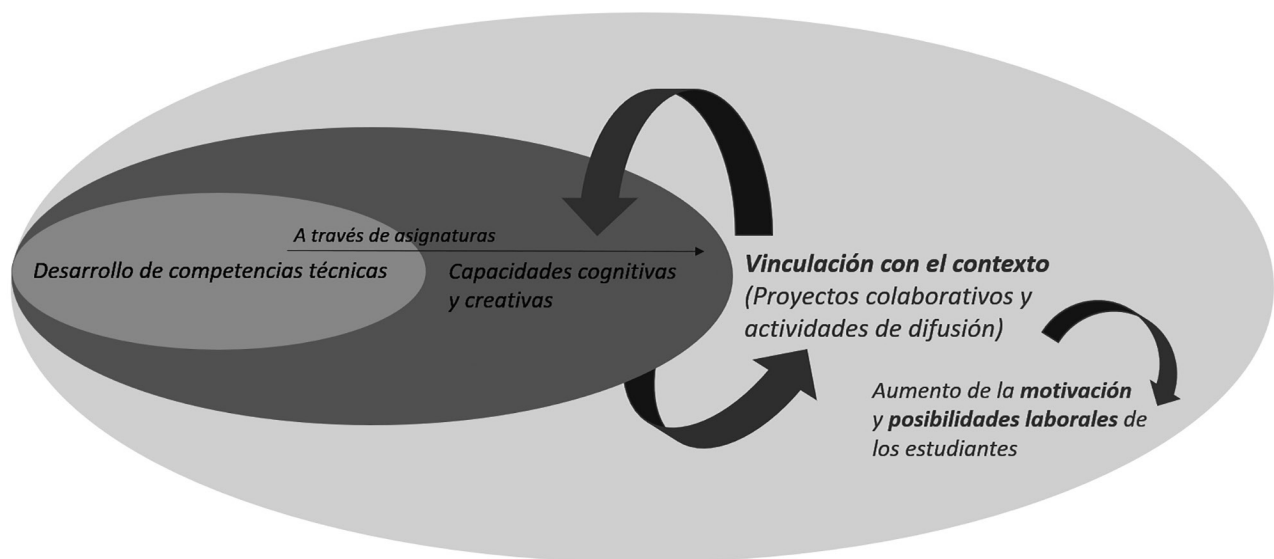 A través de asignaturas
Desarrollo de competencias técnicas
Capacidades cognitivas
y creativas
Vinculación con el contexto
(Proyectos colaborativos y
actividades de difusión)
Aumento de la motivación
y posibilidades laborales de
los estudiantes